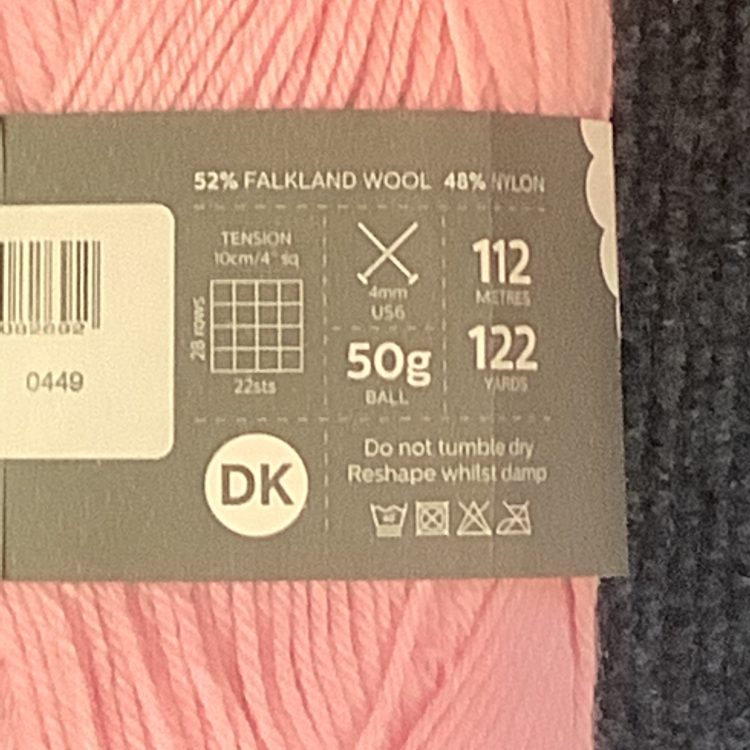 52% FALKLAND WOOL 48% NYLON
TENSION
10cm/4" sq
28 rows
22sts
4mm
US6
50g
BALL
112
METRES
122
YARDS
0449
DK
Do not tumble dry
Reshape whilst damp
40